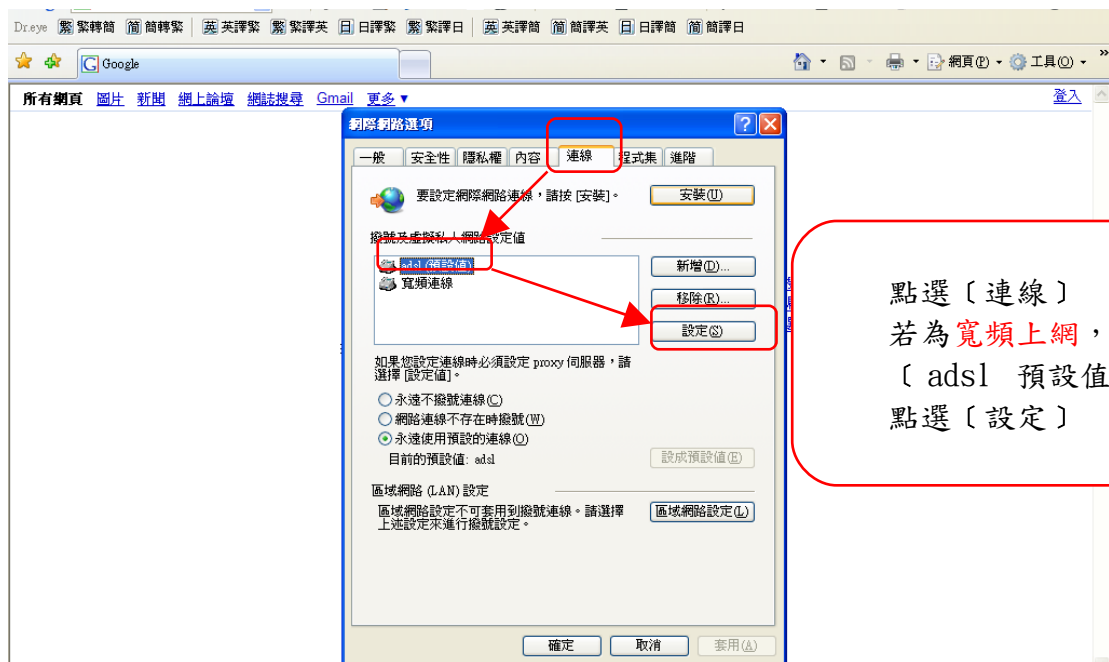 Dr.eye 繁 繁轉簡 簡 簡轉繁 英 英譯繁 繁 繁譯英 日 日譯繁 繁 繁譯日 英 英譯簡 簡 簡譯英 日 日譯簡 簡 簡譯日
G Google
網頁(P) 工具(O) »
所有網頁 圖片 新聞 網上論壇 網誌搜尋 Gmail 更多 ▼ 登入
網際網路選項
一般 安全性 隱私權 內容 連線 程式集 進階
要設定網際網路連線,請按 [安裝]。 安裝(U)
撥號及虛擬私人網路設定值
adsl (預設值) 新增(D)...
寬頻連線
移除(R)...
設定(S)
如果您設定連線時必須設定 proxy 伺服器,請
選擇 [設定值]。
永遠不撥號連線(C)
網路連線不存在時撥號(W)
永遠使用預設的連線(O)
目前的預設值: adsl 設成預設值(E)
區域網路 (LAN) 設定
區域網路設定不可套用到撥號連線。請選擇 區域網路設定(L)
上述設定來進行撥號設定。
確定 取消 套用(A)
點選〔連線〕
若為寬頻上網,
〔 adsl 預設值
點選〔設定〕